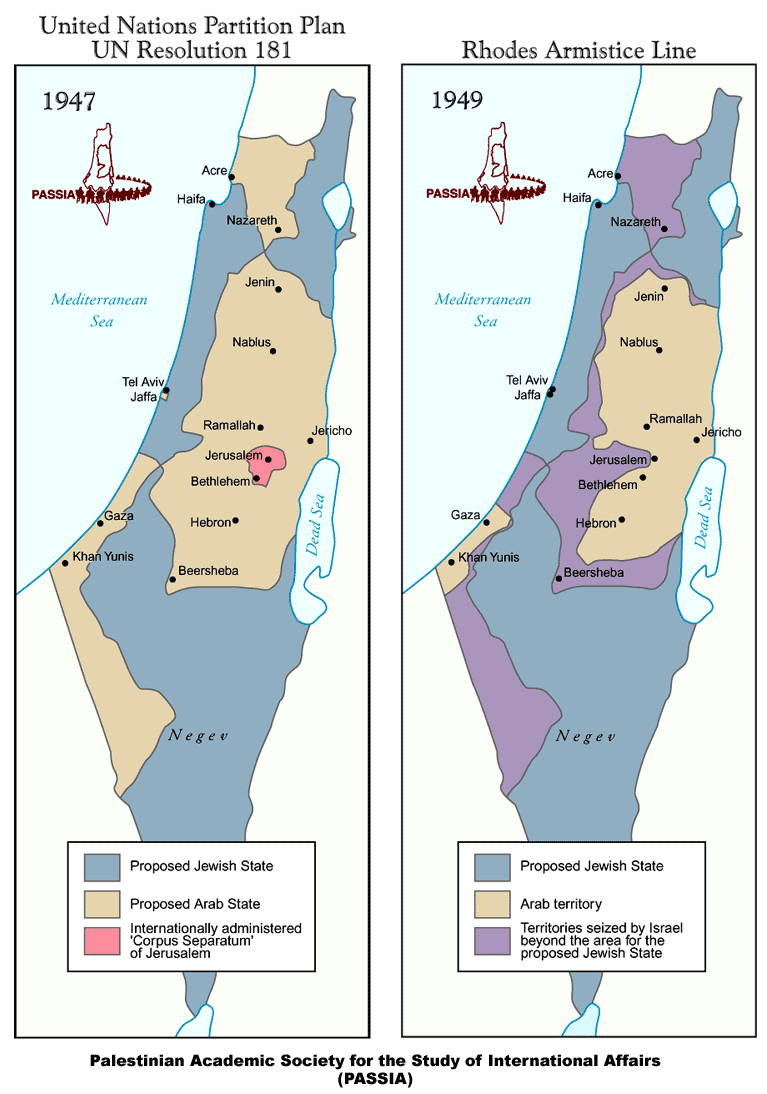 United Nations Partition Plan
UN Resolution 181
1947
PASSIA
Acre
Haifa
Nazareth
Jenin
Mediterranean
Sea
Nablus
Tel Aviv
Jaffa
Ramallah
Jericho
Jerusalem
Bethlehem
Gaza
Hebron
Dead Sea
Khan Yunis
Beersheba
Negev
Proposed Jewish State
Proposed Arab State
Internationally administered
'Corpus Separatum'
of Jerusalem
Rhodes Armistice Line
1949
PASSIA
Acre
Haifa
Nazareth
Jenin
Mediterranean
Sea
Nablus
Tel Aviv
Jaffa
Ramallah
Jericho
Jerusalem
Bethlehem
Gaza
Hebron
Dead Sea
Khan Yunis
Beersheba
Negev
Proposed Jewish State
Arab territory
Territories seized by Israel
beyond the area for the
proposed Jewish State
Palestinian Academic Society for the Study of International Affairs
(PASSIA)